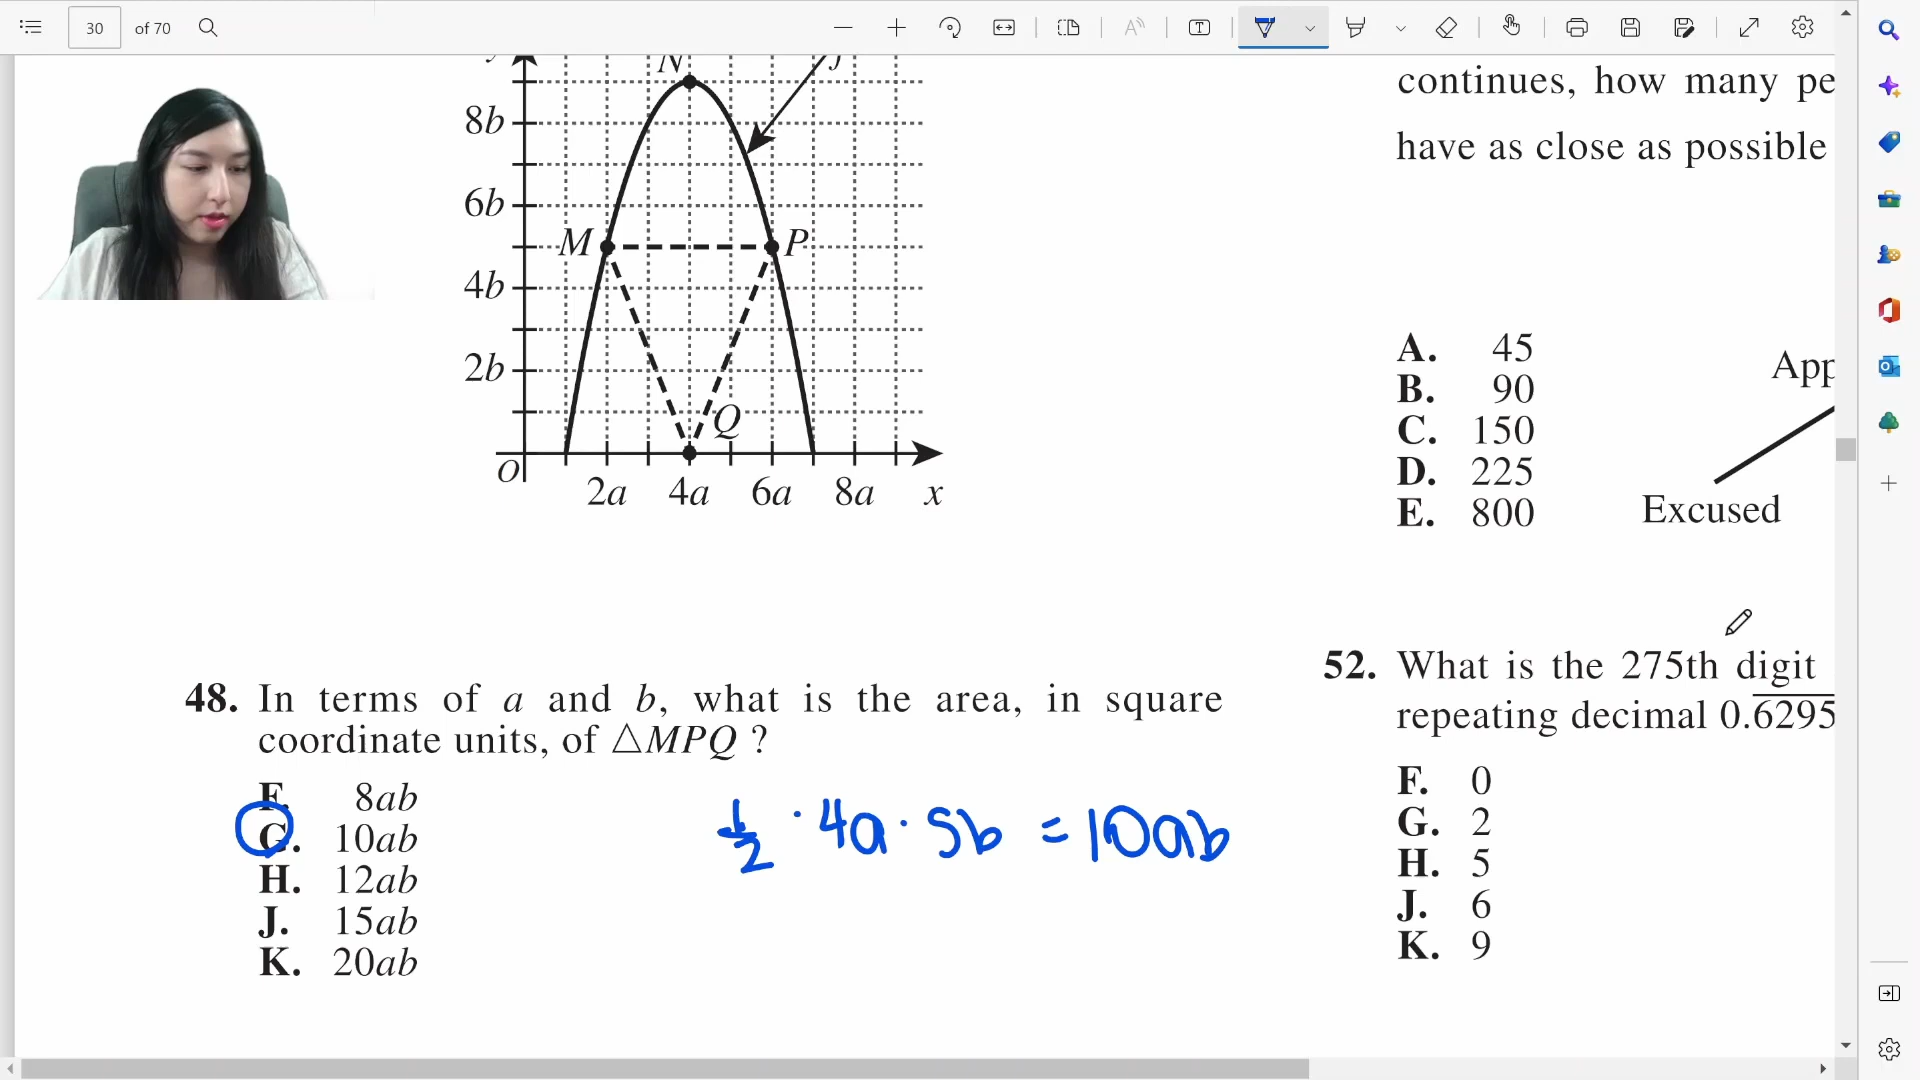 30 of 70
y N f
8b
6b
M P
4b
2b
Q
O 2a 4a 6a 8a x
48. In terms of a and b, what is the area, in square
coordinate units, of △MPQ ?
F. 8ab
G. 10ab
H. 12ab
J. 15ab
K. 20ab
1/2 · 4a · 5b = 10ab
continues, how many pe
have as close as possible
A. 45
B. 90
C. 150
D. 225
E. 800
App
Excused
52. What is the 275th digit
repeating decimal 0.6295
F. 0
G. 2
H. 5
J. 6
K. 9